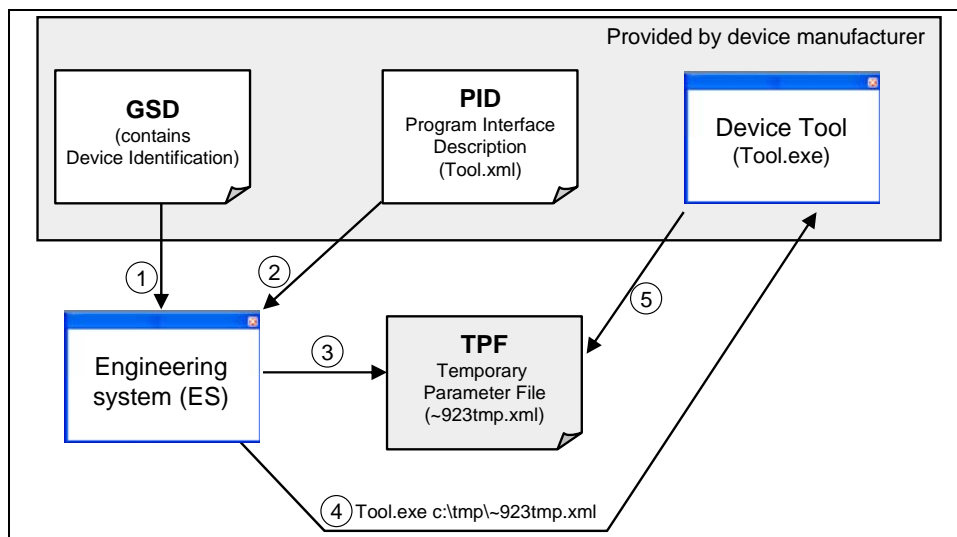 Provided by device manufacturer
GSD
(contains
Device Identification)
PID
Program Interface
Description
(Tool.xml)
Device Tool
(Tool.exe)
1
2
5
Engineering
system (ES)
3
TPF
Temporary
Parameter File
(~923tmp.xml)
4 Tool.exe c:\tmp\~923tmp.xml